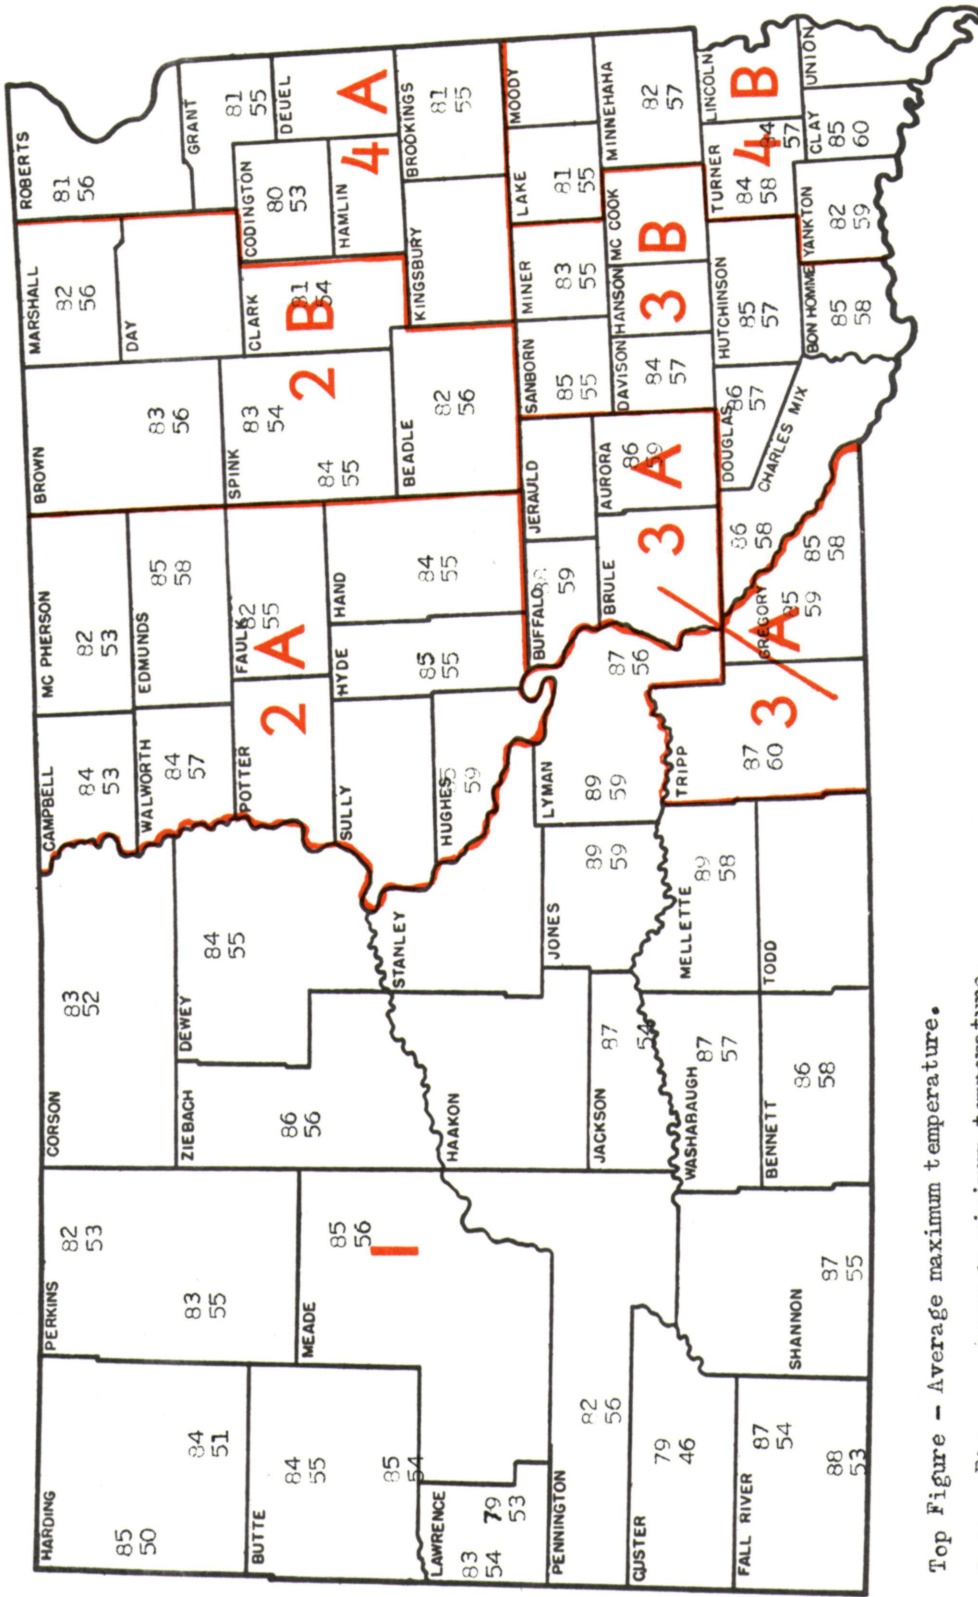 HARDING
85
50
84
51
PERKINS
82
53
83
55
CORSON
83
52
CAMPBELL
84
53
MC PHERSON
82
53
BROWN
83
56
MARSHALL
82
56
ROBERTS
81
56
BUTTE
84
55
85
54
MEADE
85
56
1
ZIEBACH
86
56
DEWEY
84
55
WALWORTH
84
57
EDMUNDS
85
58
DAY
GRANT
81
55
POTTER
2 A
FAULK
82
55
SPINK
83
54
84
55
2 B
CLARK
81
54
CODINGTON
80
53
DEUEL
HAMLIN
4 A
LAWRENCE
83
54
79
53
STANLEY
SULLY
HYDE
85
55
HAND
84
55
BEADLE
82
56
KINGSBURY
BROOKINGS
81
55
PENNINGTON
82
56
HAAKON
HUGHES
59
BUFFALO
59
JERAULD
SANBORN
85
55
MINER
83
55
LAKE
81
55
MOODY
JACKSON
87
54
JONES
89
59
LYMAN
89
59
87
56
BRULE
3 A
AURORA
86
59
DAVISON
84
57
HANSON
3 B
MC COOK
MINNEHAHA
82
57
CUSTER
79
46
SHANNON
87
55
WASHABAUGH
87
57
MELLETTE
89
58
TRIPP
87
60
3 A
GREGORY
85
59
85
58
CHARLES MIX
86
58
DOUGLAS
86
57
HUTCHINSON
85
57
TURNER
84
58
4 B
LINCOLN
84
57
FALL RIVER
87
54
88
53
BENNETT
86
58
TODD
BON HOMME
85
58
YANKTON
82
59
CLAY
85
60
UNION
Top Figure - Average maximum temperature.